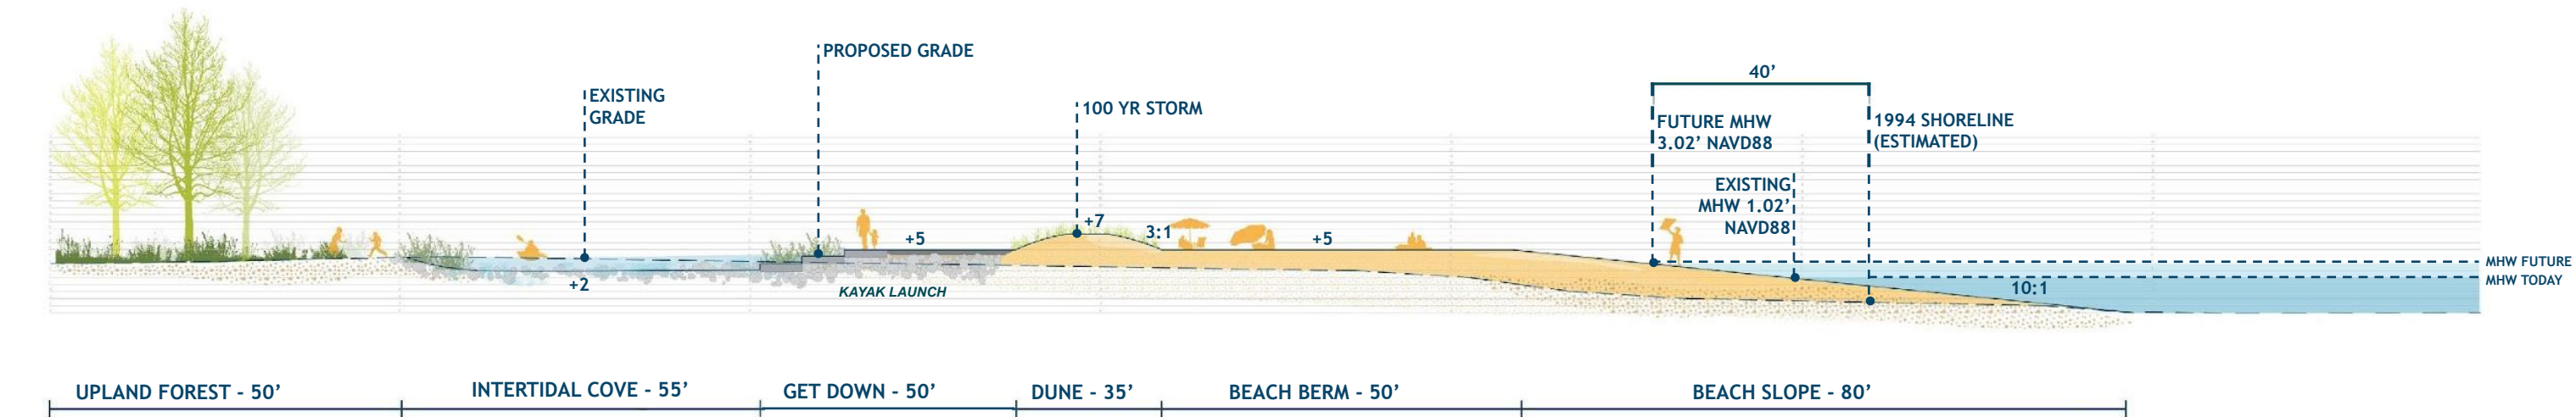 PROPOSED GRADE
40’
EXISTING
GRADE
100 YR STORM
FUTURE MHW
3.02’ NAVD88
1994 SHORELINE
(ESTIMATED)
EXISTING
MHW 1.02’
NAVD88
+7
3:1
+5
+5
MHW FUTURE
MHW TODAY
+2
KAYAK LAUNCH
10:1
UPLAND FOREST - 50’
INTERTIDAL COVE - 55’
GET DOWN - 50’
DUNE - 35’
BEACH BERM - 50’
BEACH SLOPE - 80’